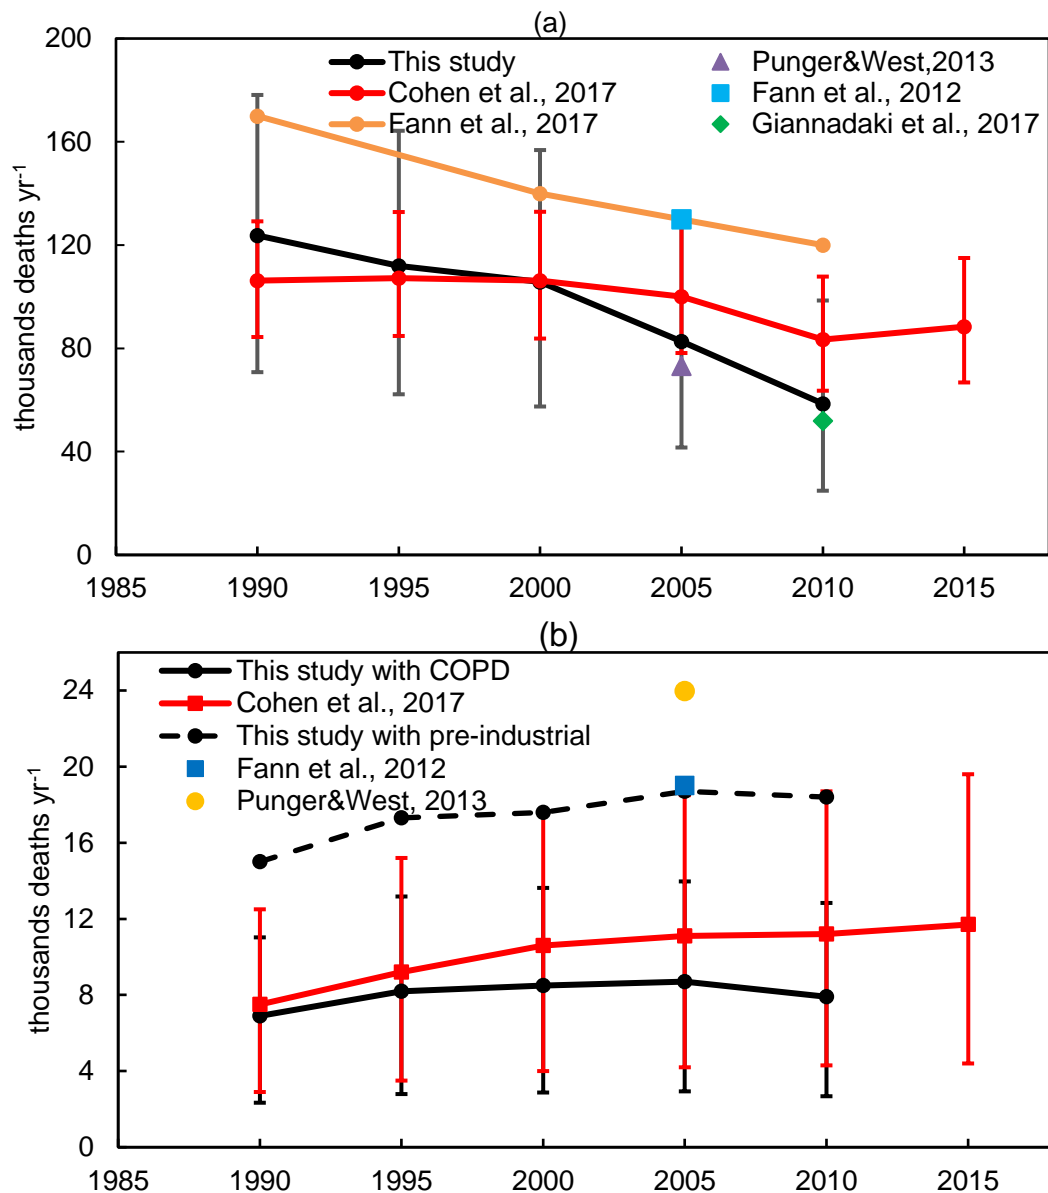 (a)
200
160
120
80
40
0
thousands deaths yr-1
This study
Cohen et al., 2017
Fann et al., 2017
Punger&West,2013
Fann et al., 2012
Giannadaki et al., 2017
1985 1990 1995 2000 2005 2010 2015
(b)
24
20
16
12
8
4
0
thousands deaths yr-1
This study with COPD
Cohen et al., 2017
This study with pre-industrial
Fann et al., 2012
Punger&West, 2013
1985 1990 1995 2000 2005 2010 2015